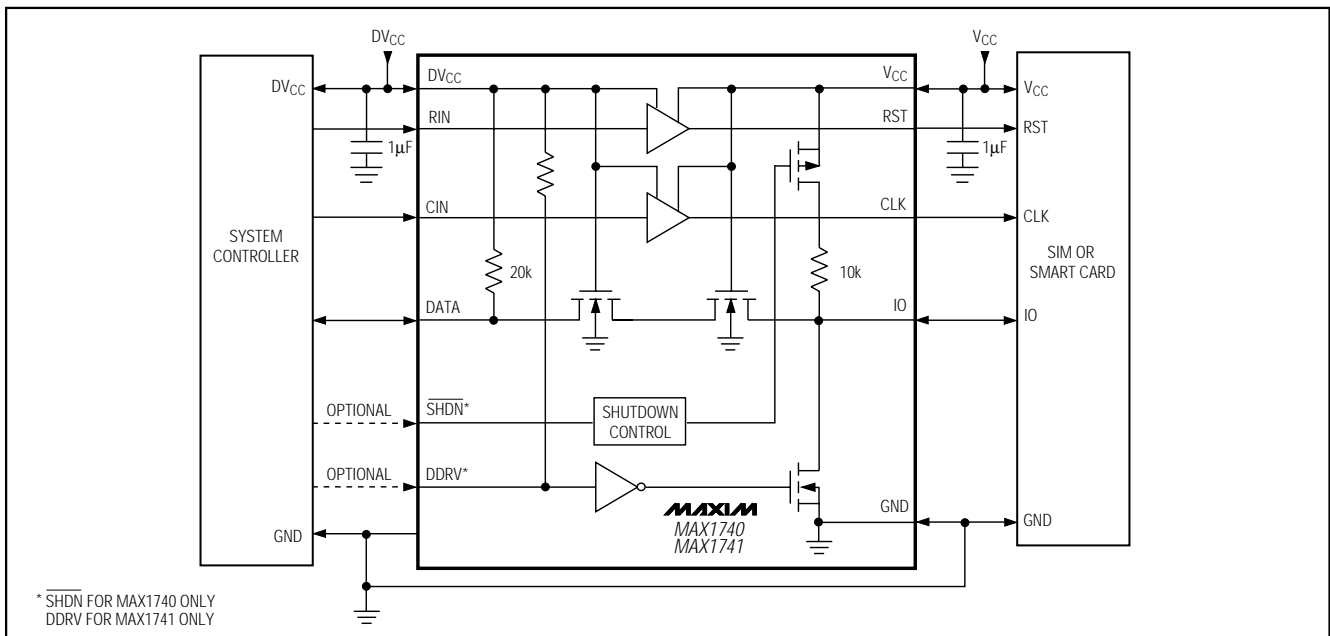 DVCC
VCC
DVCC
DVCC
VCC
VCC
RIN
RST
RST
1µF
1µF
CIN
CLK
CLK
SYSTEM
CONTROLLER
SIM OR
SMART CARD
20k
10k
DATA
IO
IO
OPTIONAL
SHDN*
SHUTDOWN
CONTROL
OPTIONAL
DDRV*
MAXIM
MAX1740
MAX1741
GND
GND
GND
* SHDN FOR MAX1740 ONLY
DDRV FOR MAX1741 ONLY